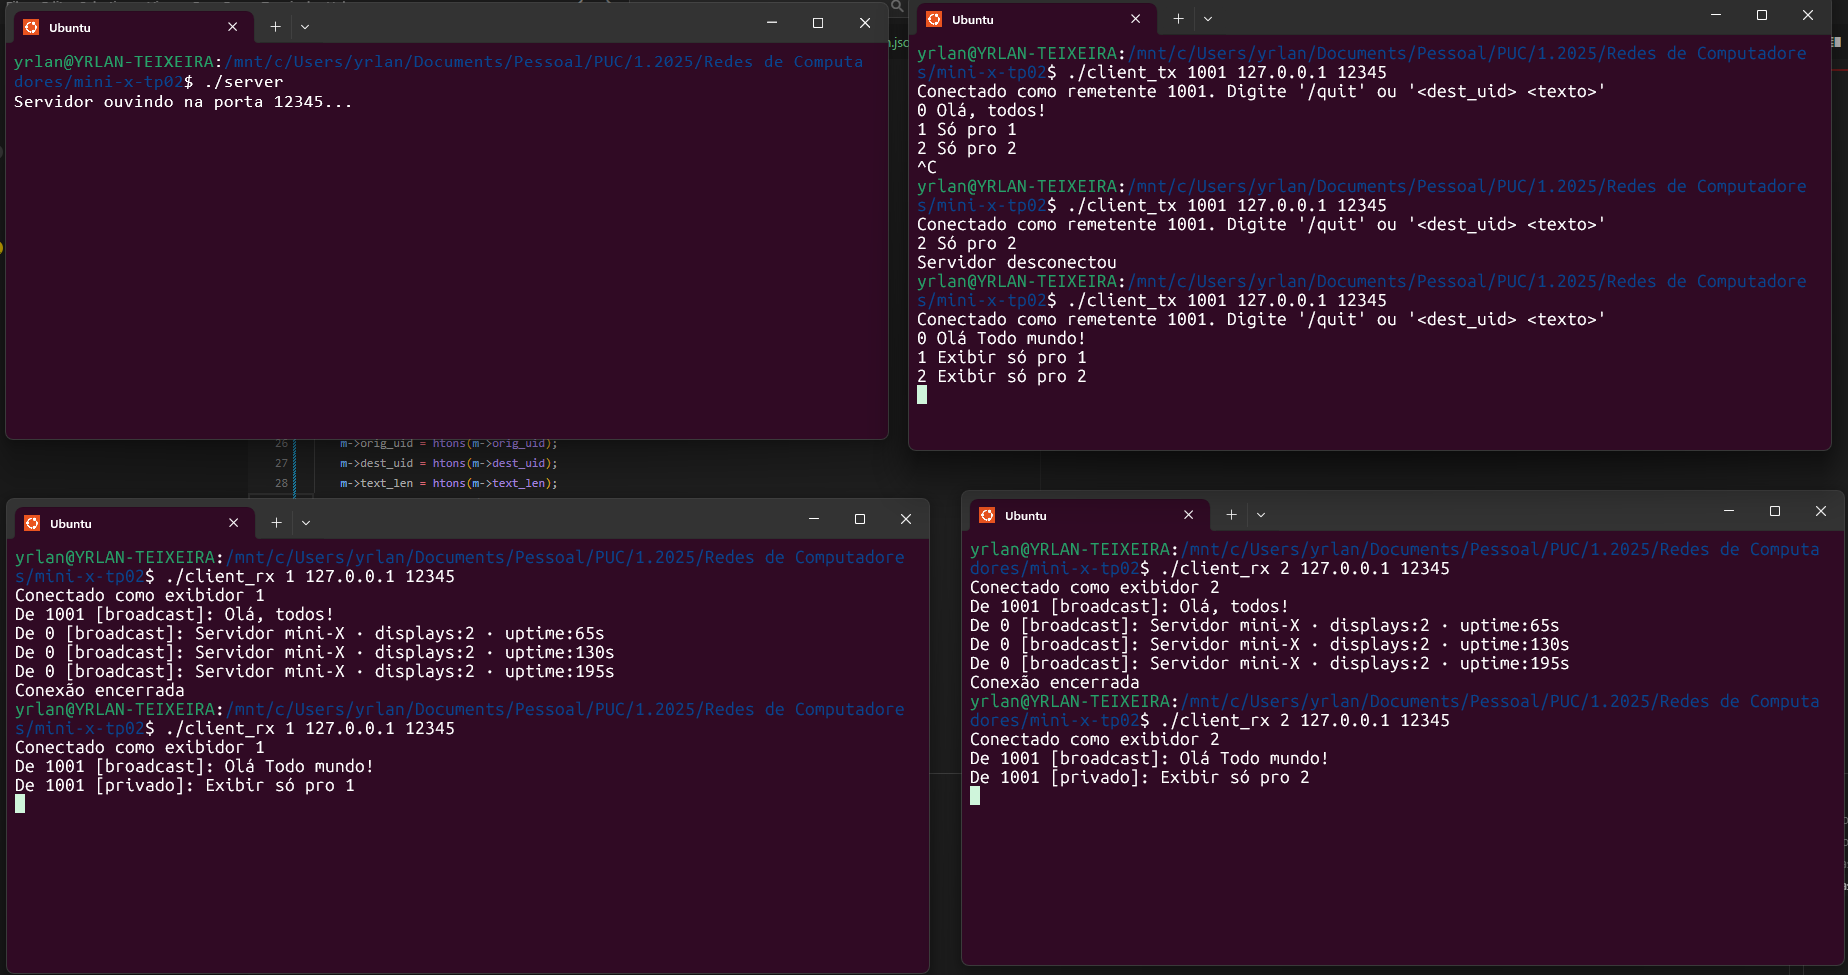 Ubuntu
yrlan@YRLAN-TEIXEIRA:/mnt/c/Users/yrlan/Documents/Pessoal/PUC/1.2025/Redes de Computa
dores/mini-x-tp02$ ./server
Servidor ouvindo na porta 12345...
Ubuntu
yrlan@YRLAN-TEIXEIRA:/mnt/c/Users/yrlan/Documents/Pessoal/PUC/1.2025/Redes de Computadore
s/mini-x-tp02$ ./client_tx 1001 127.0.0.1 12345
Conectado como remetente 1001. Digite '/quit' ou '<dest_uid> <texto>'
0 Olá, todos!
1 Só pro 1
2 Só pro 2
^C
yrlan@YRLAN-TEIXEIRA:/mnt/c/Users/yrlan/Documents/Pessoal/PUC/1.2025/Redes de Computadore
s/mini-x-tp02$ ./client_tx 1001 127.0.0.1 12345
Conectado como remetente 1001. Digite '/quit' ou '<dest_uid> <texto>'
2 Só pro 2
Servidor desconectou
yrlan@YRLAN-TEIXEIRA:/mnt/c/Users/yrlan/Documents/Pessoal/PUC/1.2025/Redes de Computadore
s/mini-x-tp02$ ./client_tx 1001 127.0.0.1 12345
Conectado como remetente 1001. Digite '/quit' ou '<dest_uid> <texto>'
0 Olá Todo mundo!
1 Exibir só pro 1
2 Exibir só pro 2
26 m->orig_uid = htons(m->orig_uid);
27 m->dest_uid = htons(m->dest_uid);
28 m->text_len = htons(m->text_len);
Ubuntu
yrlan@YRLAN-TEIXEIRA:/mnt/c/Users/yrlan/Documents/Pessoal/PUC/1.2025/Redes de Computadore
s/mini-x-tp02$ ./client_rx 1 127.0.0.1 12345
Conectado como exibidor 1
De 1001 [broadcast]: Olá, todos!
De 0 [broadcast]: Servidor mini-X · displays:2 · uptime:65s
De 0 [broadcast]: Servidor mini-X · displays:2 · uptime:130s
De 0 [broadcast]: Servidor mini-X · displays:2 · uptime:195s
Conexão encerrada
yrlan@YRLAN-TEIXEIRA:/mnt/c/Users/yrlan/Documents/Pessoal/PUC/1.2025/Redes de Computadore
s/mini-x-tp02$ ./client_rx 1 127.0.0.1 12345
Conectado como exibidor 1
De 1001 [broadcast]: Olá Todo mundo!
De 1001 [privado]: Exibir só pro 1
Ubuntu
yrlan@YRLAN-TEIXEIRA:/mnt/c/Users/yrlan/Documents/Pessoal/PUC/1.2025/Redes de Computa
dores/mini-x-tp02$ ./client_rx 2 127.0.0.1 12345
Conectado como exibidor 2
De 1001 [broadcast]: Olá, todos!
De 0 [broadcast]: Servidor mini-X · displays:2 · uptime:65s
De 0 [broadcast]: Servidor mini-X · displays:2 · uptime:130s
De 0 [broadcast]: Servidor mini-X · displays:2 · uptime:195s
Conexão encerrada
yrlan@YRLAN-TEIXEIRA:/mnt/c/Users/yrlan/Documents/Pessoal/PUC/1.2025/Redes de Computa
dores/mini-x-tp02$ ./client_rx 2 127.0.0.1 12345
Conectado como exibidor 2
De 1001 [broadcast]: Olá Todo mundo!
De 1001 [privado]: Exibir só pro 2